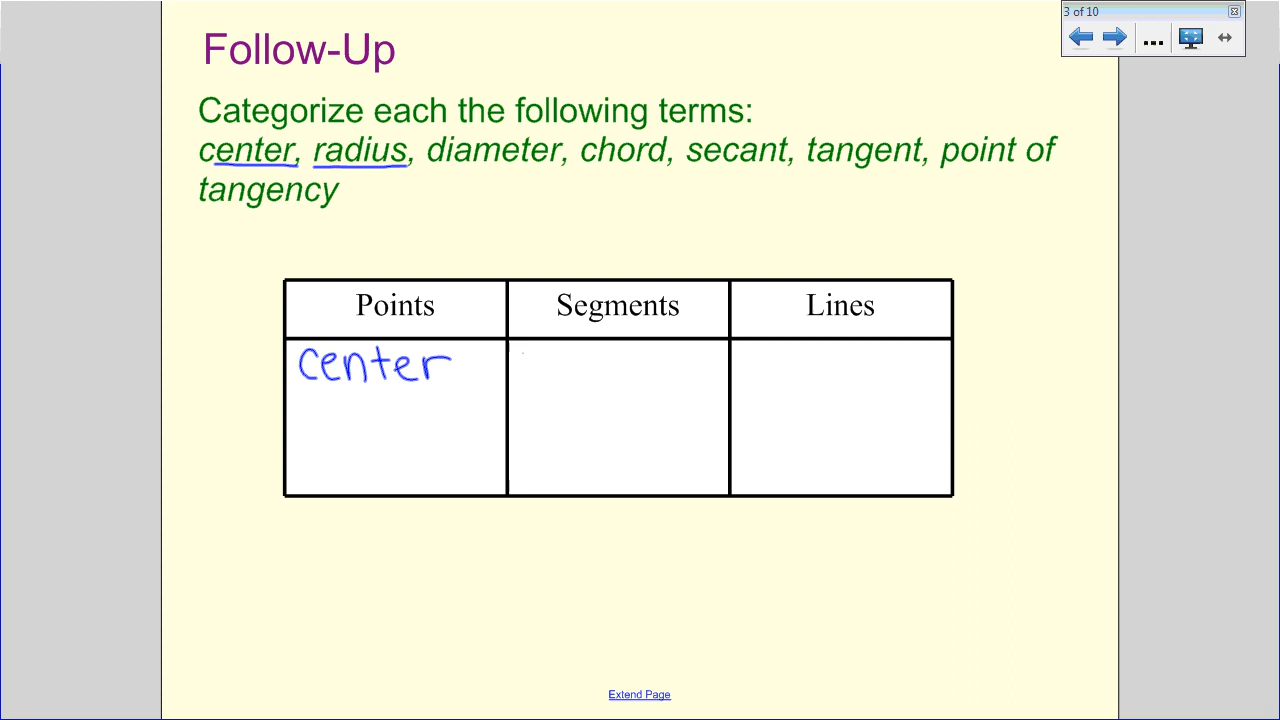 3 of 10
Follow-Up
Categorize each the following terms:
center, radius, diameter, chord, secant, tangent, point of
tangency
Points Segments Lines
center
Extend Page